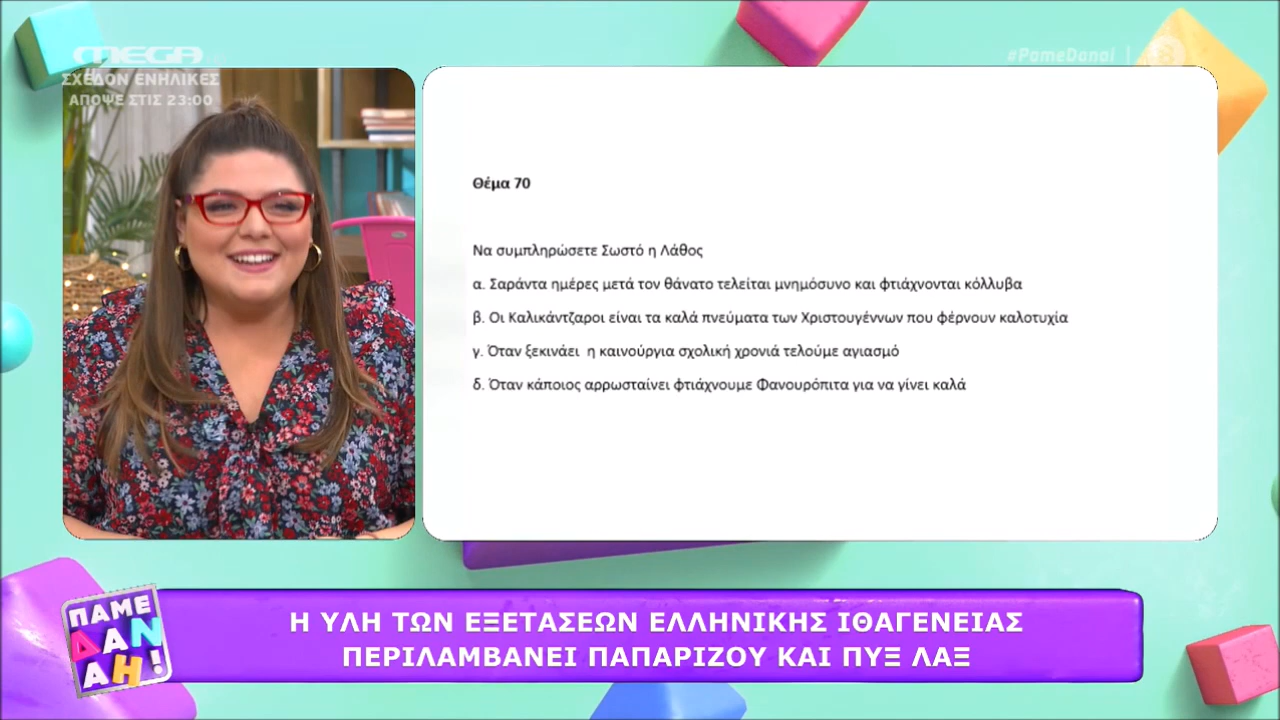 MEGA
ΣΧΕΔΟΝ ΕΝΗΛΙΚΕΣ
ΑΠΟΨΕ ΣΤΙΣ 23:00
#PameDanai | 8
Θέμα 70
Να συμπληρώσετε Σωστό η Λάθος
α. Σαράντα ημέρες μετά τον θάνατο τελείται μνημόσυνο και φτιάχνονται κόλλυβα
β. Οι Καλικάντζαροι είναι τα καλά πνεύματα των Χριστουγέννων που φέρνουν καλοτυχία
γ. Όταν ξεκινάει η καινούργια σχολική χρονιά τελούμε αγιασμό
δ. Όταν κάποιος αρρωσταίνει φτιάχνουμε Φανουρόπιτα για να γίνει καλά
ΠΑΜΕ
ΔΑΝ
ΑΗ!
Η ΥΛΗ ΤΩΝ ΕΞΕΤΑΣΕΩΝ ΕΛΛΗΝΙΚΗΣ ΙΘΑΓΕΝΕΙΑΣ
ΠΕΡΙΛΑΜΒΑΝΕΙ ΠΑΠΑΡΙΖΟΥ ΚΑΙ ΠΥΞ ΛΑΞ